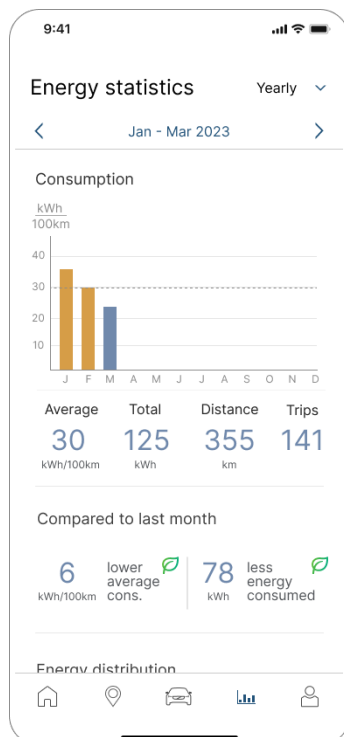 9:41
Energy statistics
Yearly
Jan - Mar 2023
Consumption
kWh
100km
40
30
20
10
J F M A M J J A S O N D
Average Total Distance Trips
30 125 355 141
kWh/100km kWh km
Compared to last month
6 lower average cons.
kWh/100km
78 less energy consumed
kWh
Energy distribution